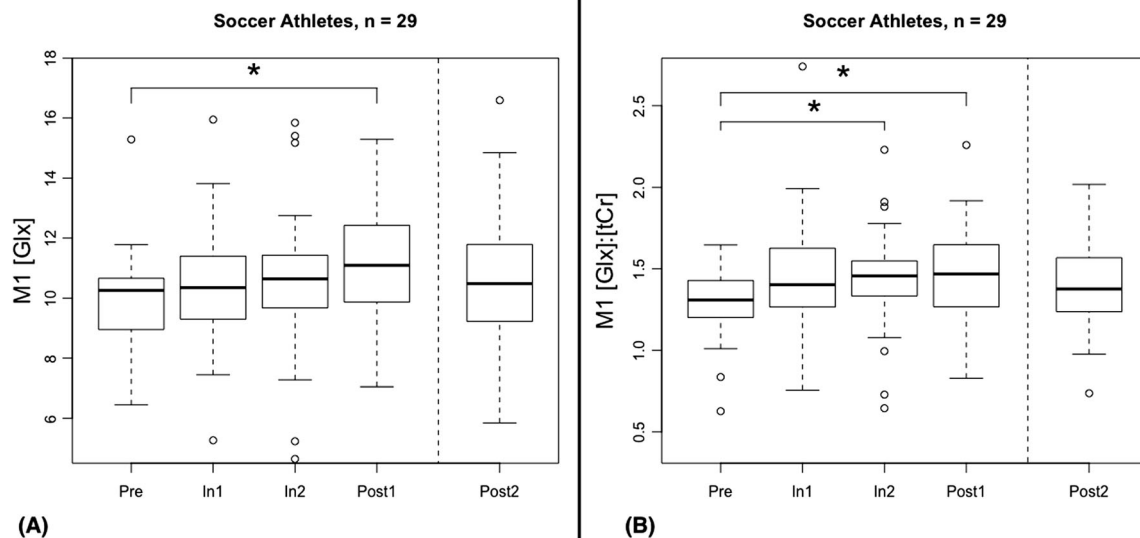 Soccer Athletes, n = 29
M1 [Glx]
18
16
14
12
10
8
6
*
Pre In1 In2 Post1 Post2
(A)
Soccer Athletes, n = 29
M1 [Glx]:[tCr]
2.5
2.0
1.5
1.0
0.5
*
*
Pre In1 In2 Post1 Post2
(B)